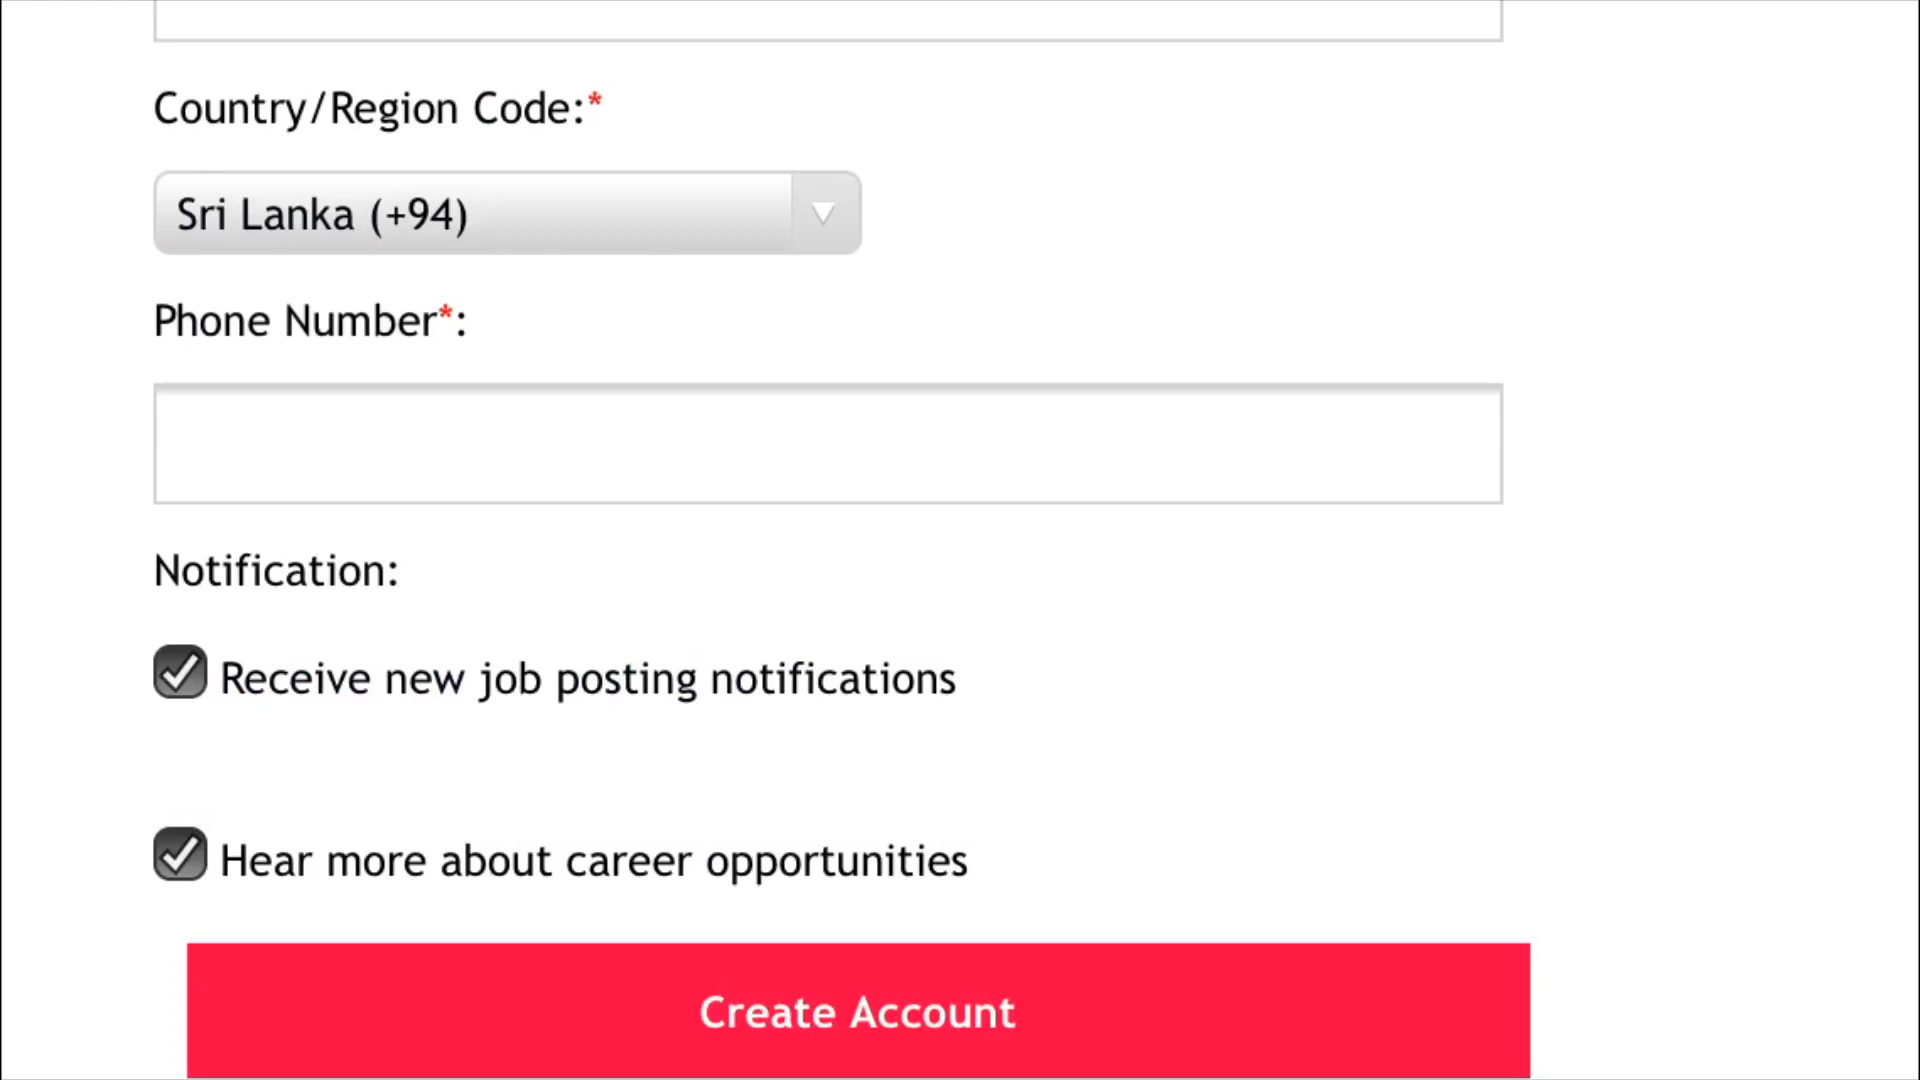 Country/Region Code:*
Sri Lanka (+94)
Phone Number*:
Notification:
Receive new job posting notifications
Hear more about career opportunities
Create Account